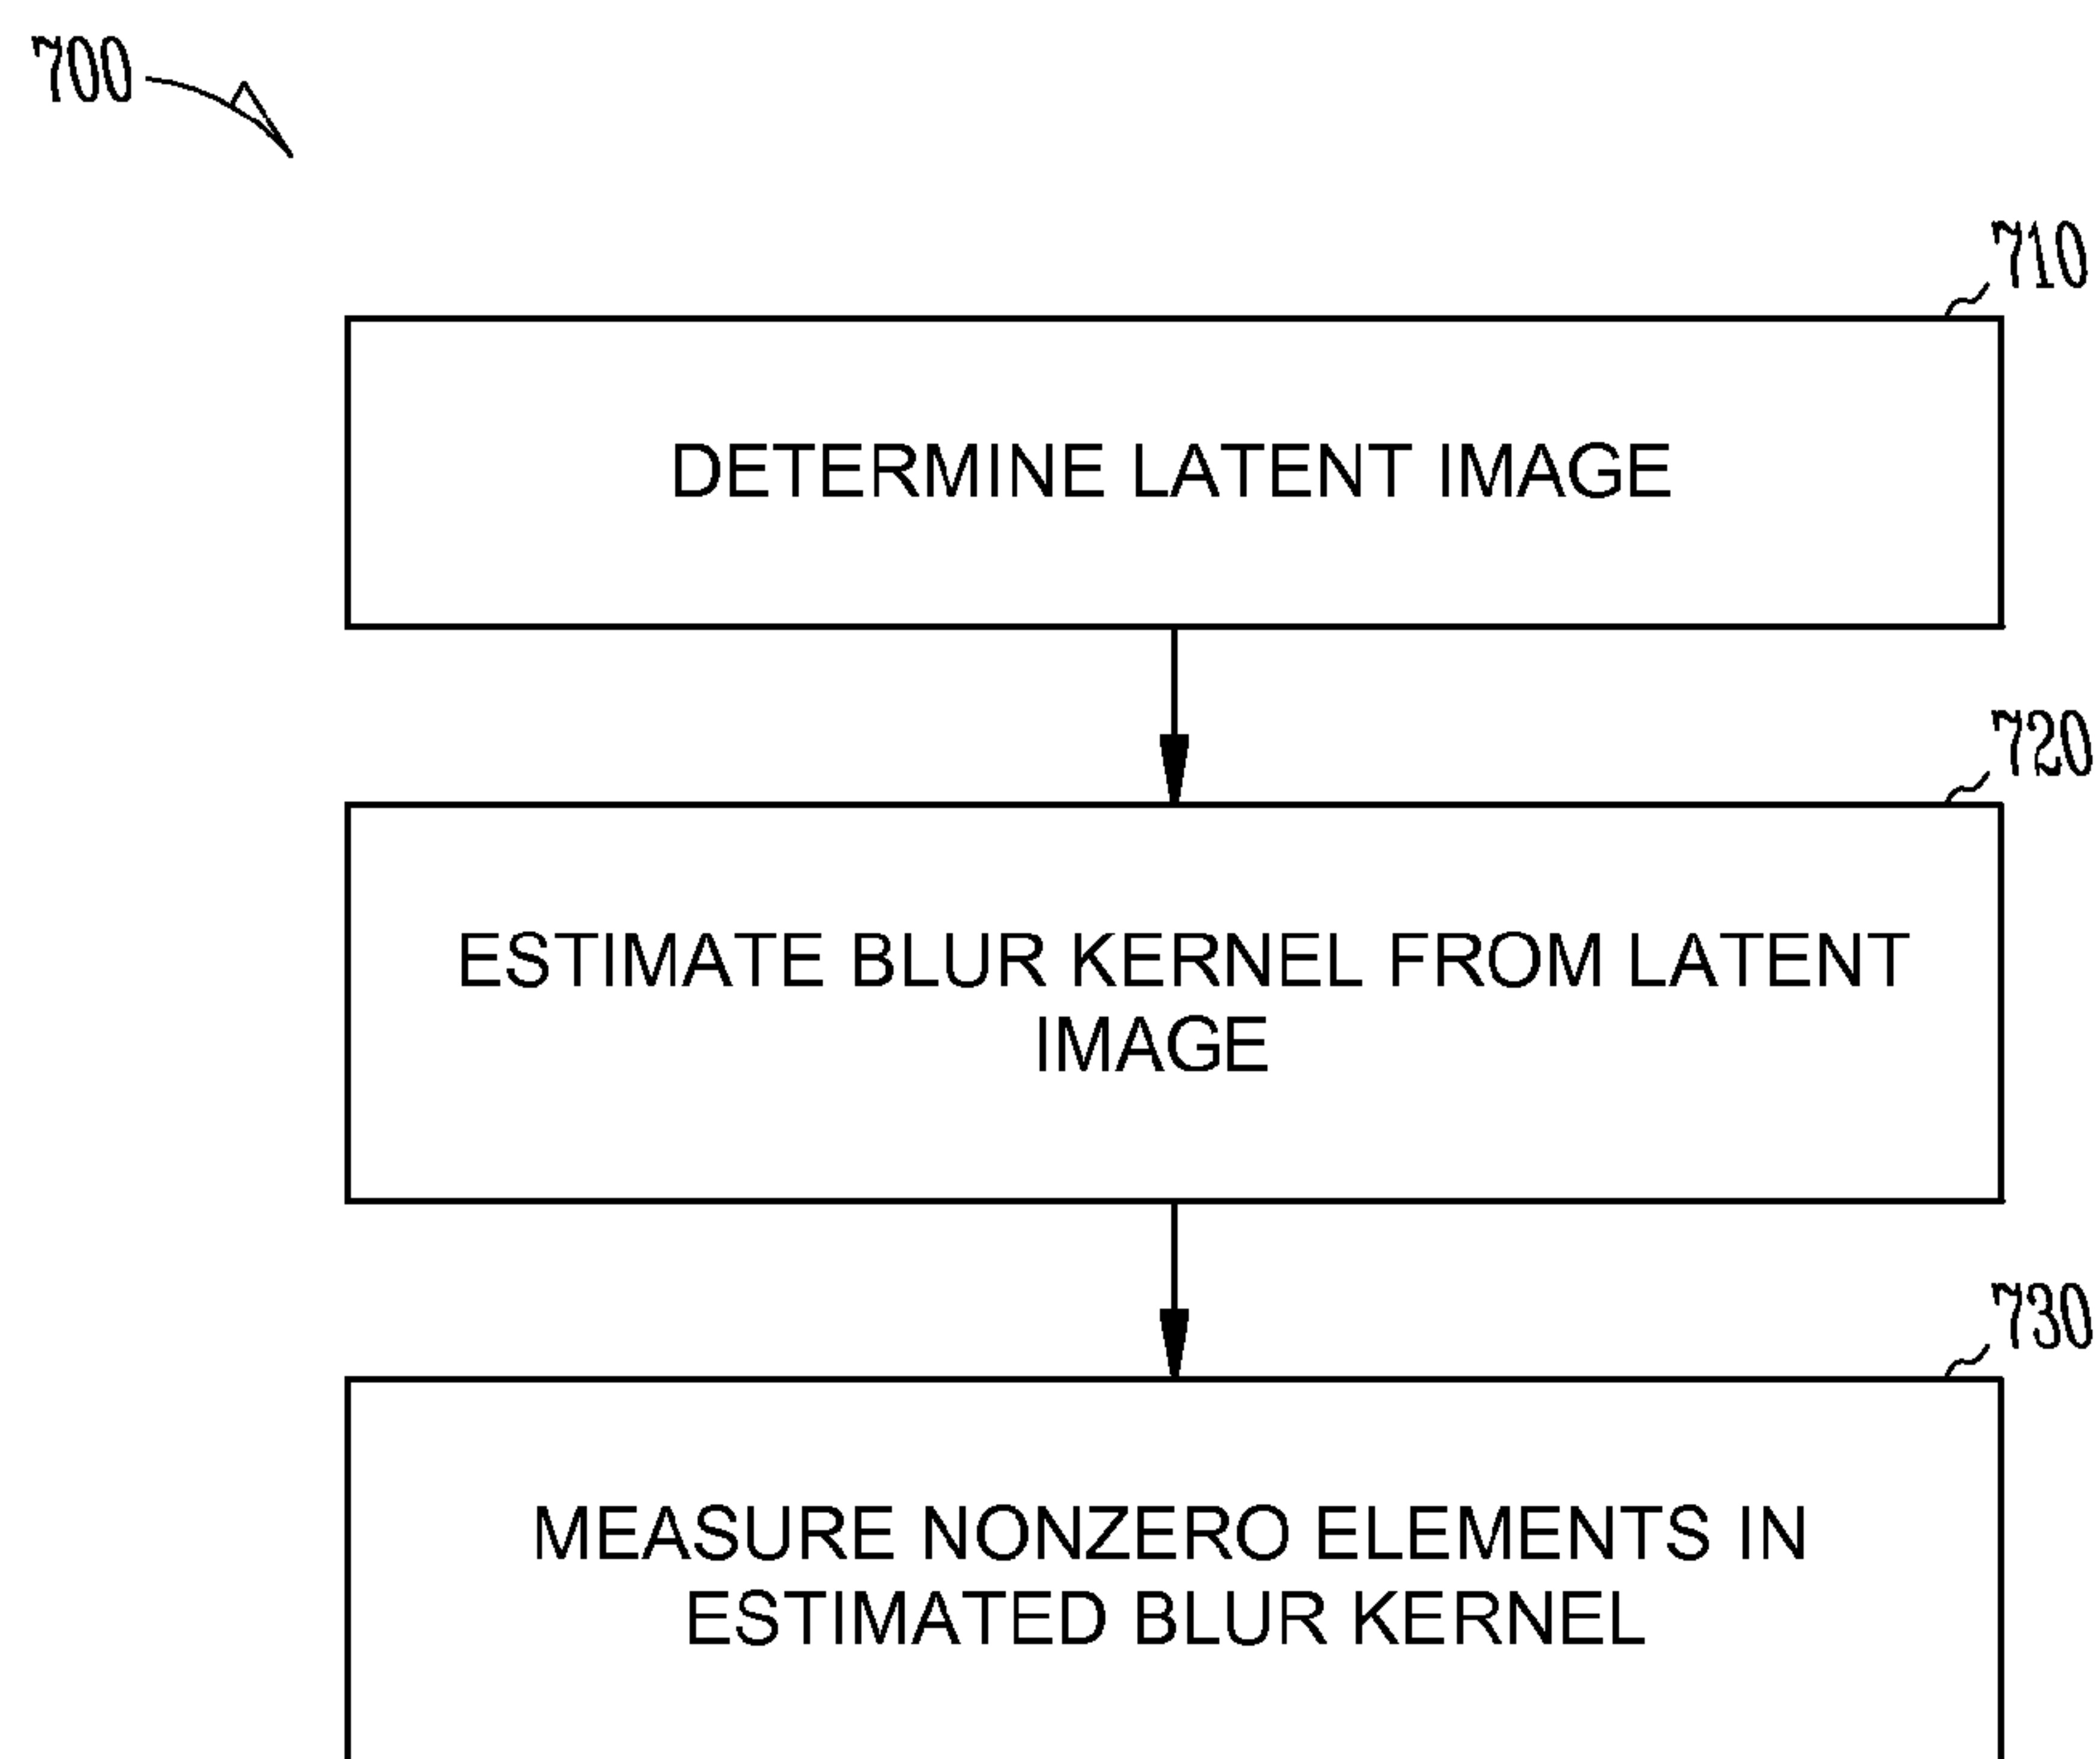 700
710
DETERMINE LATENT IMAGE
720
ESTIMATE BLUR KERNEL FROM LATENT
IMAGE
730
MEASURE NONZERO ELEMENTS IN
ESTIMATED BLUR KERNEL